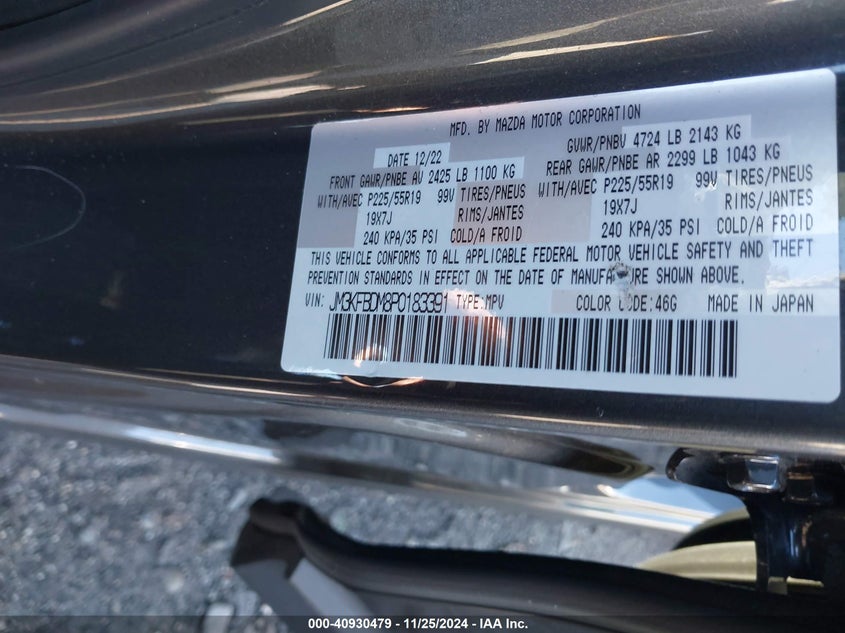 MFD. BY MAZDA MOTOR CORPORATION
DATE 12/22 GVWR/PNBV 4724 LB 2143 KG
FRONT GAWR/PNBE AV 2425 LB 1100 KG REAR GAWR/PNBE AR 2299 LB 1043 KG
WITH/AVEC P225/55R19 99V TIRES/PNEUS WITH/AVEC P225/55R19 99V TIRES/PNEUS
19X7J RIMS/JANTES 19X7J RIMS/JANTES
240 KPA/35 PSI COLD/A FROID 240 KPA/35 PSI COLD/A FROID
THIS VEHICLE CONFORMS TO ALL APPLICABLE FEDERAL MOTOR VEHICLE SAFETY AND THEFT
PREVENTION STANDARDS IN EFFECT ON THE DATE OF MANUFACTURE SHOWN ABOVE.
VIN: JM3KFBDM8P0183391 TYPE:MPV COLOR CODE:46G MADE IN JAPAN
000-40930479 - 11/25/2024 - IAA Inc.